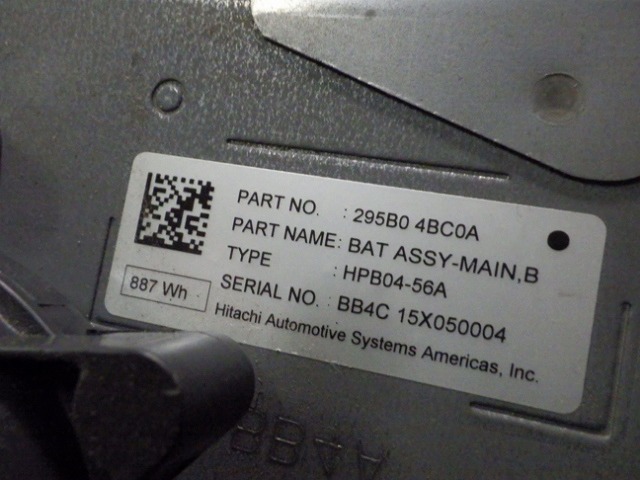 PART NO. : 295B0 4BC0A
PART NAME: BAT ASSY-MAIN,B
TYPE : HPB04-56A
887 Wh
SERIAL NO. : BB4C 15X050004
Hitachi Automotive Systems Americas, Inc.